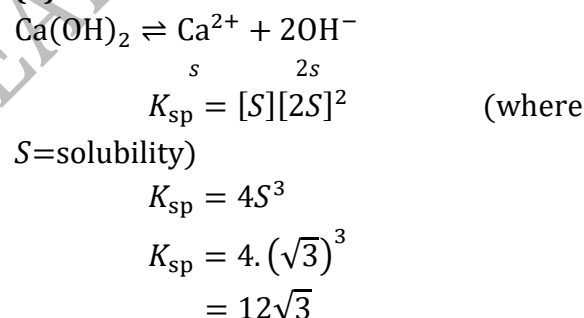 Ca(OH)₂ ⇌ Ca²⁺ + 2OH⁻
s 2s
K_sp = [S][2S]² (where
S=solubility)
K_sp = 4S³
K_sp = 4.(√3)³
= 12√3